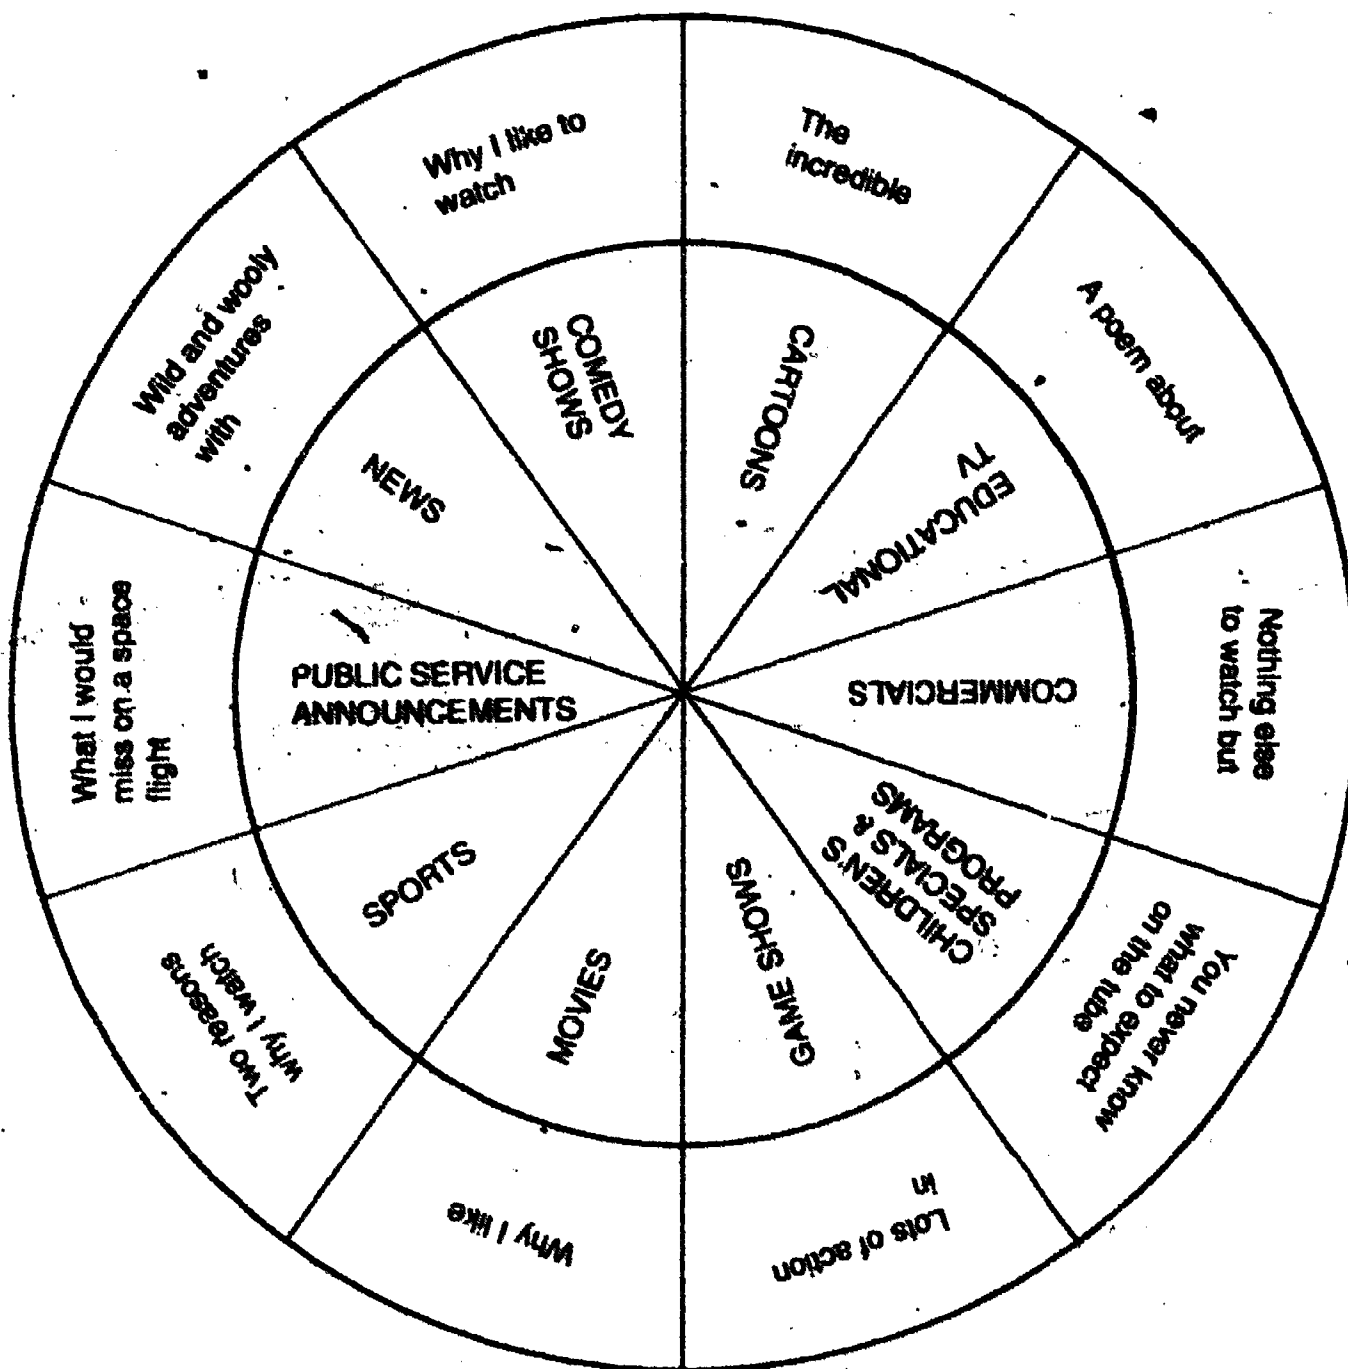 Why I like to
watch
The
incredible
A poem about
Nothing else
to watch but
You never know
what to expect
on the tube
Lots of action
in
Why I like
Two reasons
why I watch
What I would
miss on a space
flight
Wild and wooly
adventures
with
COMEDY
SHOWS
CARTOONS
EDUCATIONAL
TV
COMMERCIALS
CHILDREN'S
SPECIALS &
PROGRAMS
GAME SHOWS
MOVIES
SPORTS
PUBLIC SERVICE
ANNOUNCEMENTS
NEWS